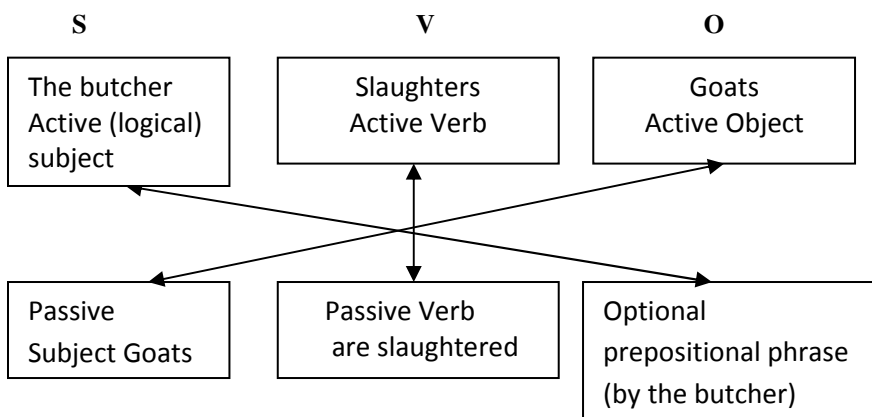 S V O
The butcher
Active (logical)
subject
Slaughters
Active Verb
Goats
Active Object
Passive
Subject Goats
Passive Verb
are slaughtered
Optional
prepositional phrase
(by the butcher)